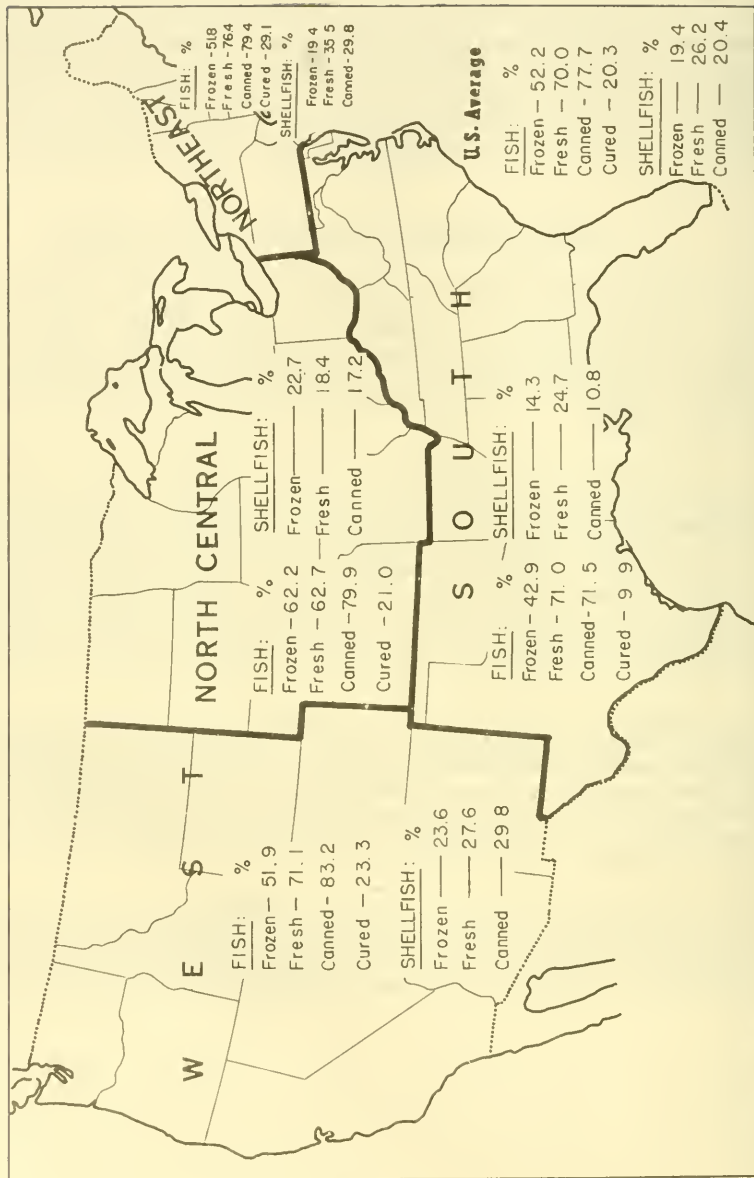 WEST
FISH: %
Frozen — 51.9
Fresh — 71.1
Canned - 83.2
Cured — 23.3
SHELLFISH: %
Frozen — 23.6
Fresh — 27.6
Canned — 29.8
NORTH CENTRAL
FISH: %
Frozen — 62.2
Fresh — 62.7
Canned - 79.9
Cured - 21.0
SHELLFISH: %
Frozen — 22.7
Fresh — 18.4
Canned — 17.2
SOUTH
FISH: %
Frozen - 42.9
Fresh - 71.0
Canned - 71.5
Cured - 9.9
SHELLFISH: %
Frozen — 14.3
Fresh — 24.7
Canned — 10.8
NORTHEAST
FISH: %
Frozen - 51.8
Fresh - 76.4
Canned - 79.4
Cured - 29.1
SHELLFISH: %
Frozen - 19.4
Fresh - 35.5
Canned - 29.8
U.S. Average
FISH: %
Frozen — 52.2
Fresh — 70.0
Canned - 77.7
Cured — 20.3
SHELLFISH: %
Frozen — 19.4
Fresh — 26.2
Canned — 20.4